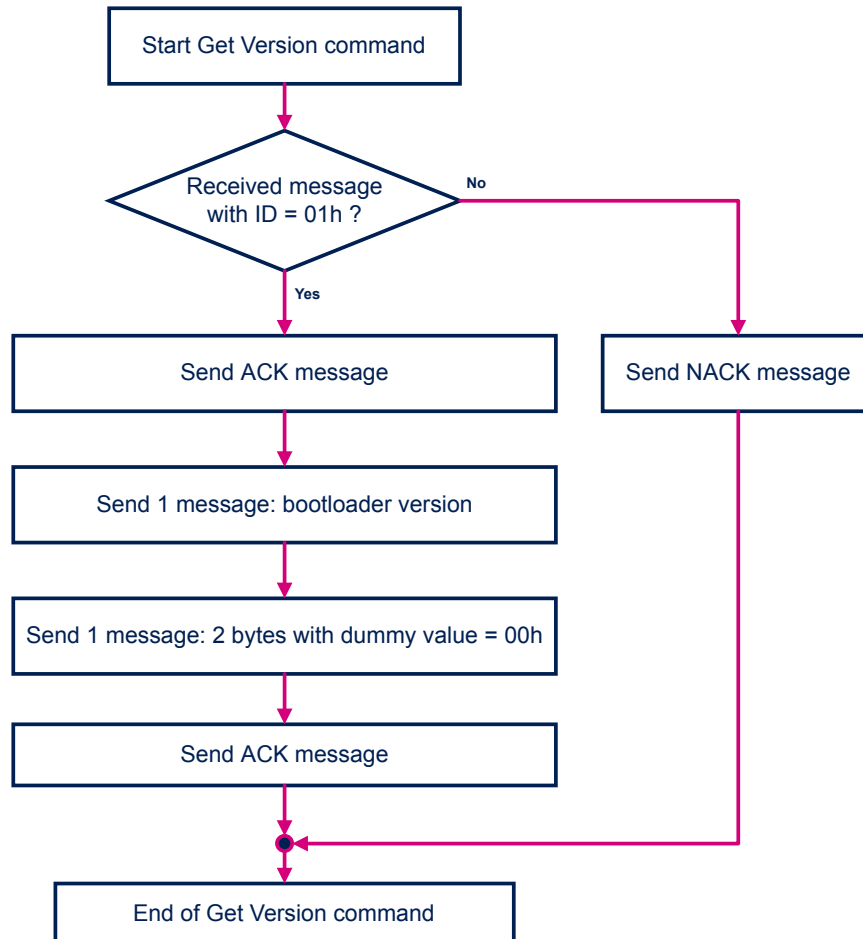 Start Get Version command
Received message
with ID = 01h ?
No
Yes
Send ACK message
Send NACK message
Send 1 message: bootloader version
Send 1 message: 2 bytes with dummy value = 00h
Send ACK message
End of Get Version command